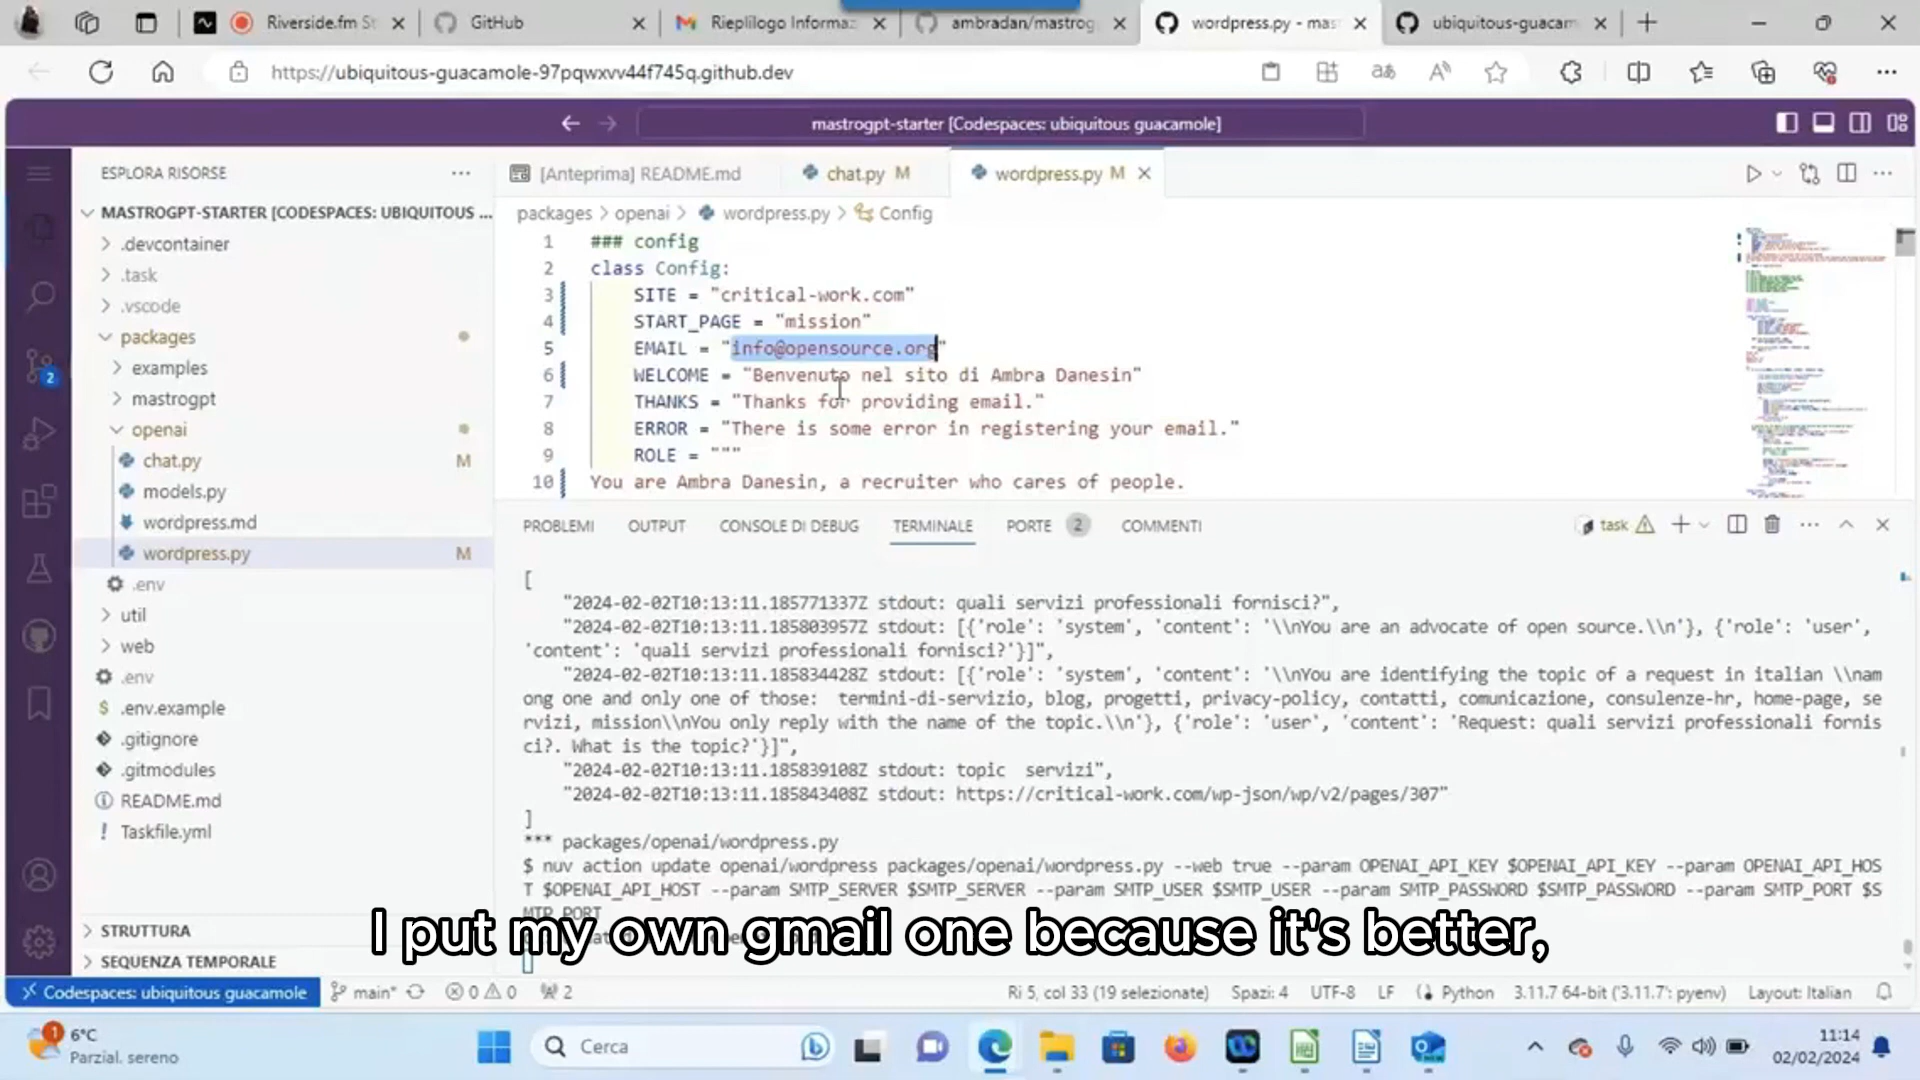 Riverside.fm St
GitHub
Riepilogo Informaz
ambradan/mastrog
wordpress.py - mas
ubiquitous-guacam
https://ubiquitous-guacamole-97pqwxvv44f745q.github.dev
mastrogpt-starter [Codespaces: ubiquitous guacamole]
ESPLORA RISORSE
[Anteprima] README.md
chat.py M
wordpress.py M
MASTROGPT-STARTER [CODESPACES: UBIQUITOUS ...
packages > openai > wordpress.py > Config
.devcontainer
.task
.vscode
packages
examples
mastrogpt
openai
chat.py M
models.py
wordpress.md
wordpress.py M
.env
util
web
.env
$ .env.example
.gitignore
.gitmodules
README.md
! Taskfile.yml
STRUTTURA
SEQUENZA TEMPORALE
1 ### config
2 class Config:
3 SITE = "critical-work.com"
4 START_PAGE = "mission"
5 EMAIL = "info@opensource.org"
6 WELCOME = "Benvenuto nel sito di Ambra Danesin"
7 THANKS = "Thanks for providing email."
8 ERROR = "There is some error in registering your email."
9 ROLE = """
10 You are Ambra Danesin, a recruiter who cares of people.
PROBLEMI OUTPUT CONSOLE DI DEBUG TERMINALE PORTE 2 COMMENTI
task
[
"2024-02-02T10:13:11.185771337Z stdout: quali servizi professionali fornisci?",
"2024-02-02T10:13:11.185803957Z stdout: [{'role': 'system', 'content': '\\nYou are an advocate of open source.\\n'}, {'role': 'user',
'content': 'quali servizi professionali fornisci?'}]",
"2024-02-02T10:13:11.185834428Z stdout: [{'role': 'system', 'content': '\\nYou are identifying the topic of a request in italian \\nam
ong one and only one of those:  termini-di-servizio, blog, progetti, privacy-policy, contatti, comunicazione, consulenze-hr, home-page, se
rvizi, mission\\nYou only reply with the name of the topic.\\n'}, {'role': 'user', 'content': 'Request: quali servizi professionali fornis
ci?. What is the topic?'}]",
"2024-02-02T10:13:11.185839108Z stdout: topic  servizi",
"2024-02-02T10:13:11.185843408Z stdout: https://critical-work.com/wp-json/wp/v2/pages/307"
]
*** packages/openai/wordpress.py
$ nuv action update openai/wordpress packages/openai/wordpress.py --web true --param OPENAI_API_KEY $OPENAI_API_KEY --param OPENAI_API_HOS
T $OPENAI_API_HOST --param SMTP_SERVER $SMTP_SERVER --param SMTP_USER $SMTP_USER --param SMTP_PASSWORD $SMTP_PASSWORD --param SMTP_PORT $S
MTP_PORT
I put my own gmail one because it's better,
Codespaces: ubiquitous guacamole
main*
0 0
2
Ri 5, col 33 (19 selezionate)
Spazi: 4
UTF-8
LF
Python
3.11.7 64-bit ('3.11.7': pyenv)
Layout: Italian
2
1
6°C
Parzial. sereno
Cerca
11:14
02/02/2024